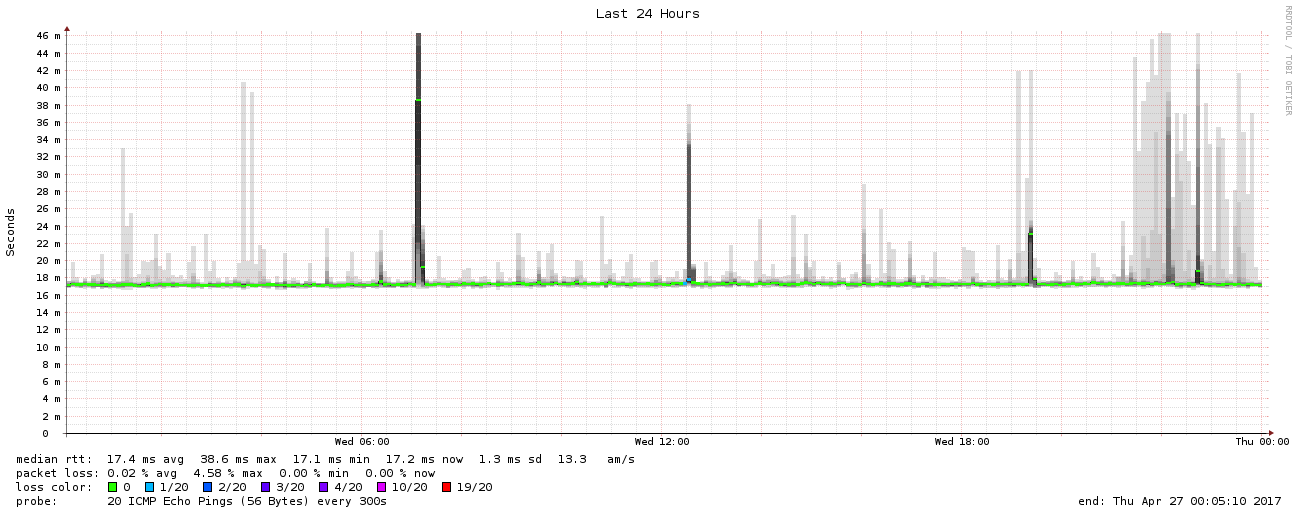 Last 24 Hours
RRDTOOL / TOBI OETIKER
Seconds
46 m
44 m
42 m
40 m
38 m
36 m
34 m
32 m
30 m
28 m
26 m
24 m
22 m
20 m
18 m
16 m
14 m
12 m
10 m
8 m
6 m
4 m
2 m
0
Wed 06:00 Wed 12:00 Wed 18:00 Thu 00:00
median rtt: 17.4 ms avg 38.6 ms max 17.1 ms min 17.2 ms now 1.3 ms sd 13.3 am/s
packet loss: 0.02 % avg 4.58 % max 0.00 % min 0.00 % now
loss color: 0 1/20 2/20 3/20 4/20 10/20 19/20
probe: 20 ICMP Echo Pings (56 Bytes) every 300s end: Thu Apr 27 00:05:10 2017